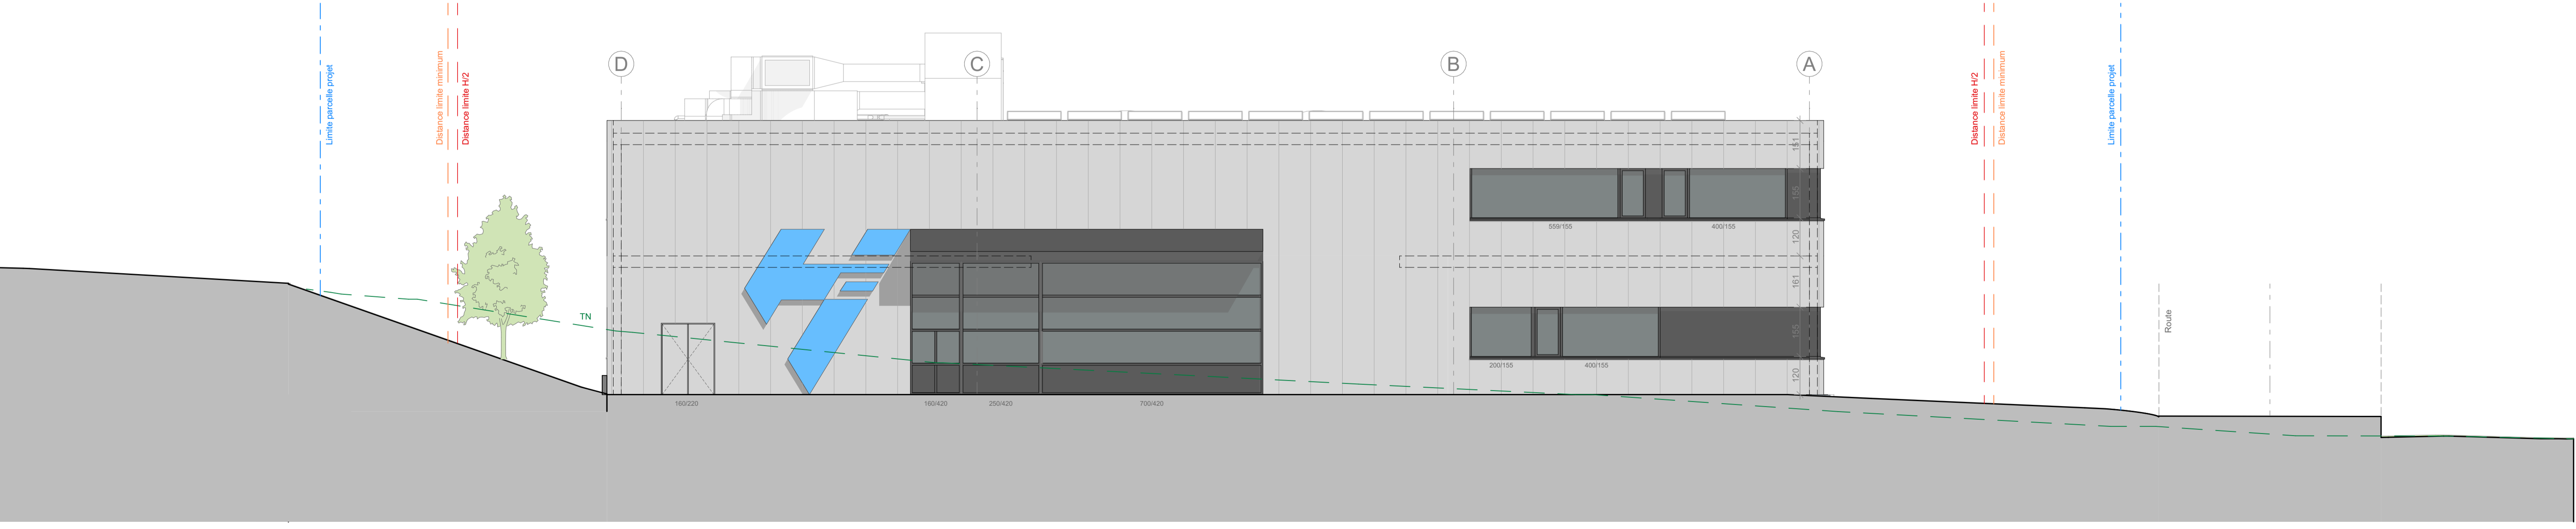 Limite parcelle projet
Distance limite minimum
Distance limite H/2
D
C
B
A
Distance limite H/2
Distance limite minimum
Limite parcelle projet
151
155
559/155
400/155
120
161
TN
Route
155
200/155
400/155
120
160/220
160/420
250/420
700/420